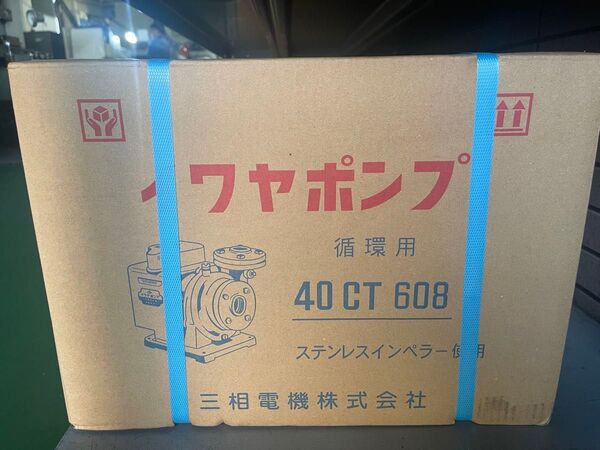 イワヤポンプ
循環用
40 CT 608
ステンレスインペラー使用
三相電機株式会社